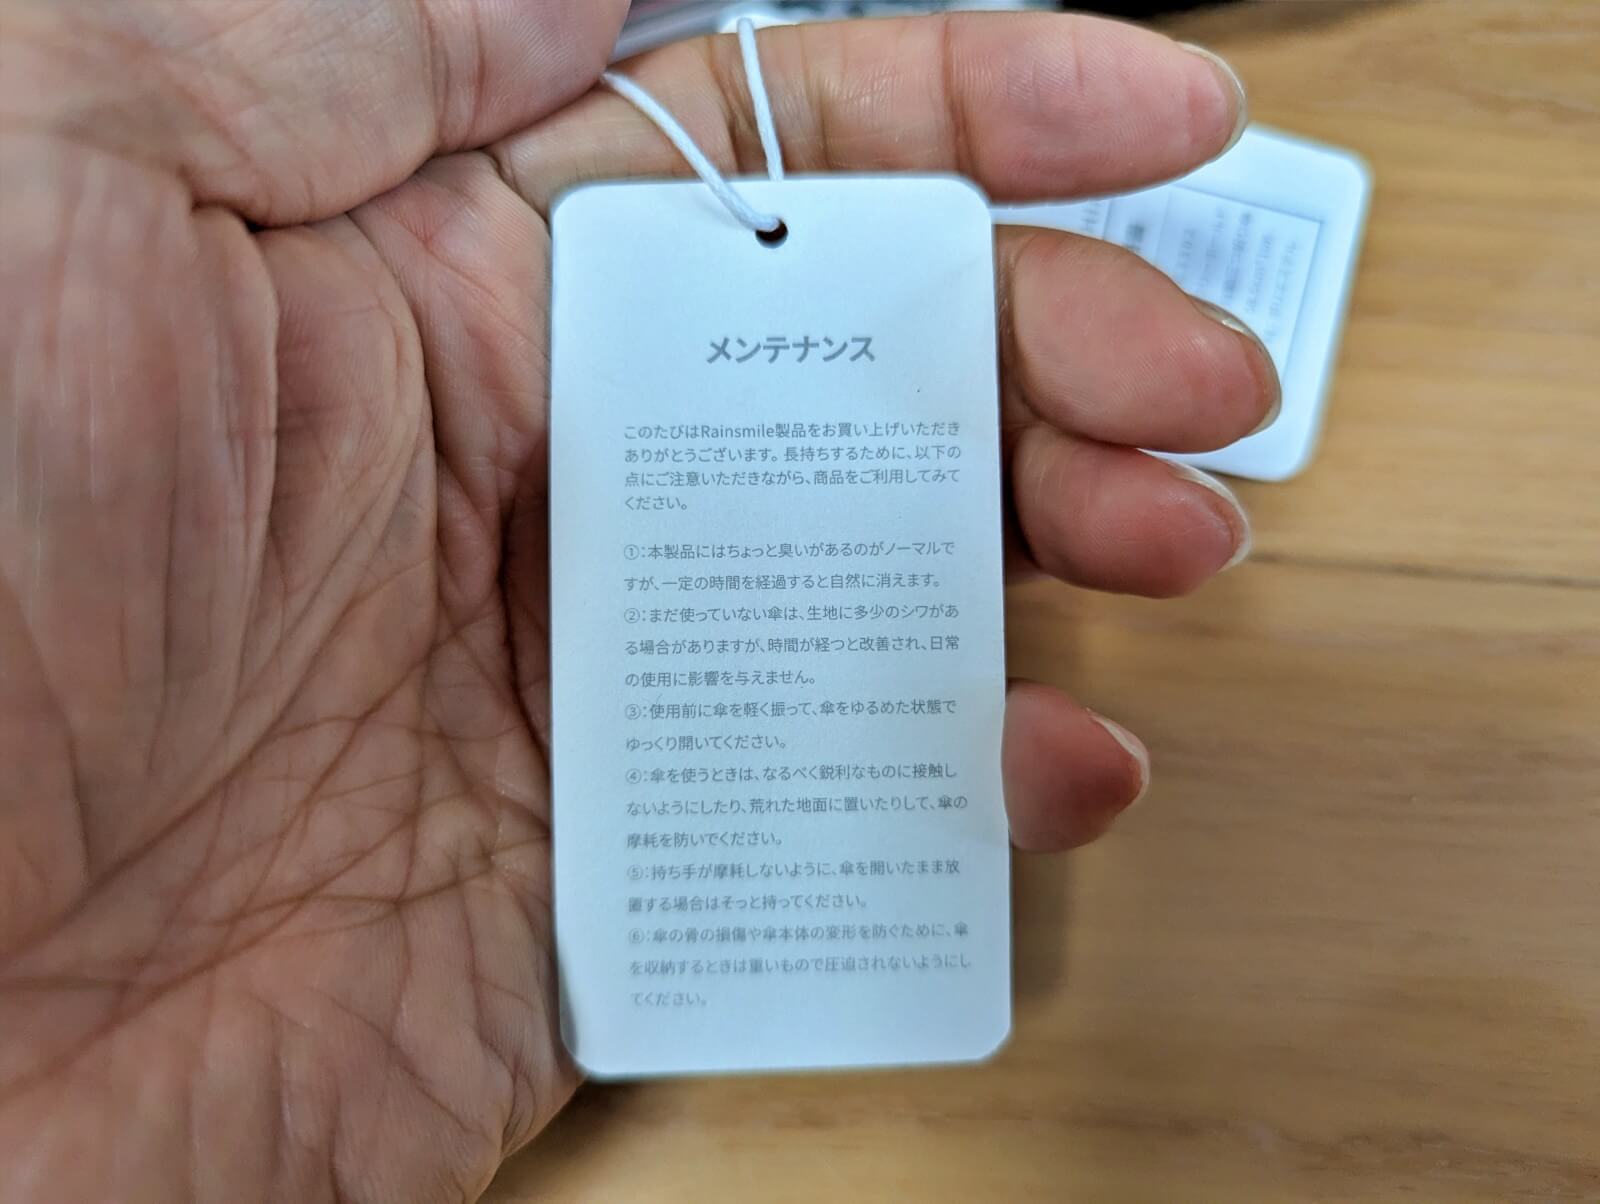 メンテナンス
このたびはRainsmile製品をお買い上げいただき
ありがとうございます。長持ちするために、以下の
点にご注意いただきながら、商品をご利用してみて
ください。
①：本製品にはちょっと臭いがあるのがノーマルで
すが、一定の時間を経過すると自然に消えます。
②：まだ使っていない傘は、生地に多少のシワがあ
る場合がありますが、時間が経つと改善され、日常
の使用に影響を与えません。
③：使用前に傘を軽く振って、傘をゆるめた状態で
ゆっくり開いてください。
④：傘を使うときは、なるべく鋭利なものに接触し
ないようにしたり、荒れた地面に置いたりして、傘の
摩耗を防いでください。
⑤：持ち手が摩耗しないように、傘を開いたまま放
置する場合はそっと持ってください。
⑥：傘の骨の損傷や傘本体の変形を防ぐために、傘
を収納するときは重いもので圧迫されないようにし
てください。